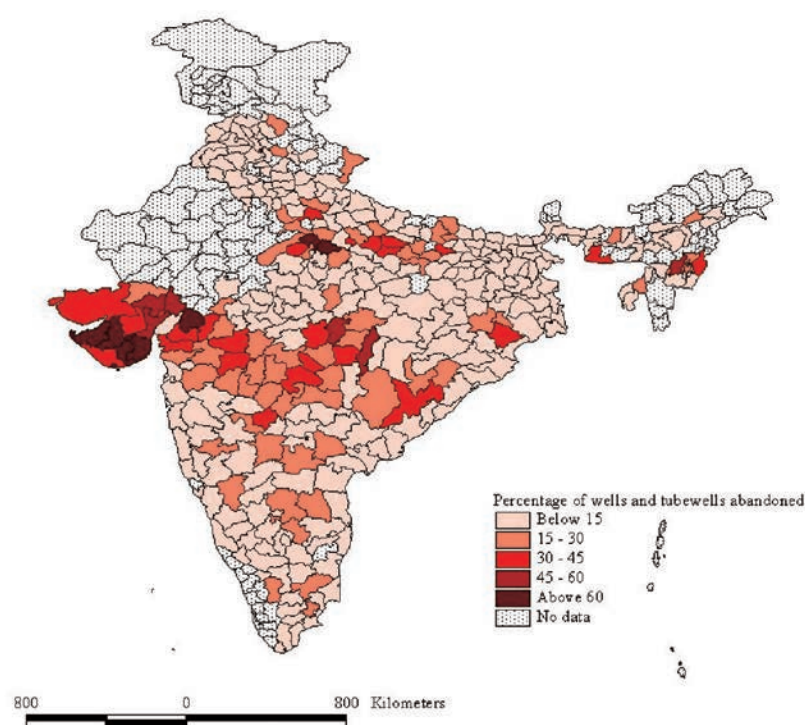 Percentage of wells and tubewells abandoned
Below 15
15 - 30
30 - 45
45 - 60
Above 60
No data
800 0 800 Kilometers